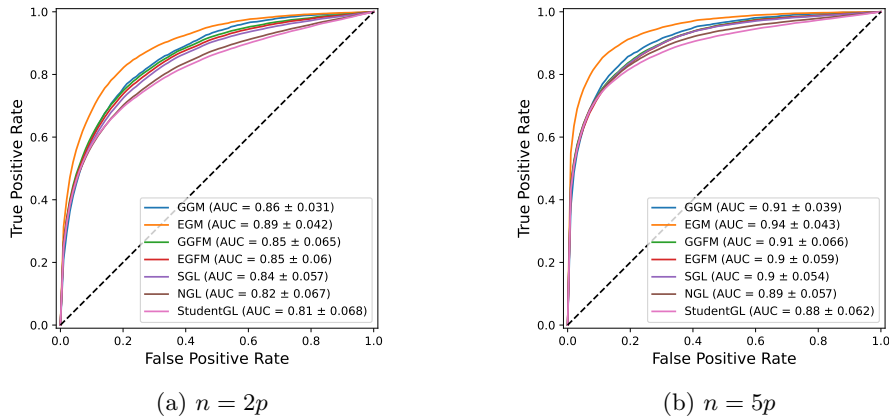 1.0
0.8
0.6
0.4
0.2
0.0
True Positive Rate
GGM (AUC = 0.86 ± 0.031)
EGM (AUC = 0.89 ± 0.042)
GGFM (AUC = 0.85 ± 0.065)
EGFM (AUC = 0.85 ± 0.06)
SGL (AUC = 0.84 ± 0.057)
NGL (AUC = 0.82 ± 0.067)
StudentGL (AUC = 0.81 ± 0.068)
0.0 0.2 0.4 0.6 0.8 1.0
False Positive Rate
(a) n = 2p
1.0
0.8
0.6
0.4
0.2
0.0
True Positive Rate
GGM (AUC = 0.91 ± 0.039)
EGM (AUC = 0.94 ± 0.043)
GGFM (AUC = 0.91 ± 0.066)
EGFM (AUC = 0.9 ± 0.059)
SGL (AUC = 0.9 ± 0.054)
NGL (AUC = 0.89 ± 0.057)
StudentGL (AUC = 0.88 ± 0.062)
0.0 0.2 0.4 0.6 0.8 1.0
False Positive Rate
(b) n = 5p